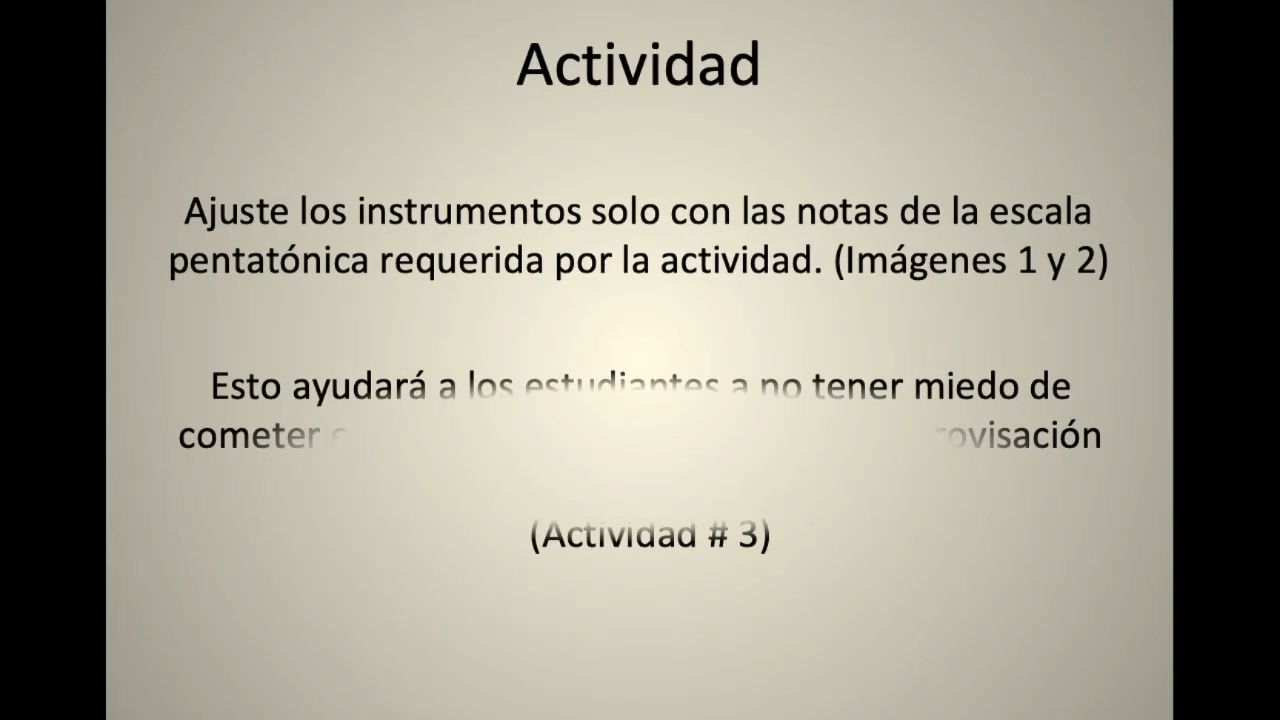 Actividad
Ajuste los instrumentos solo con las notas de la escala
pentatónica requerida por la actividad. (Imágenes 1 y 2)
Esto ayudará a los estudiantes a no tener miedo de
cometer
(Actividad # 3)